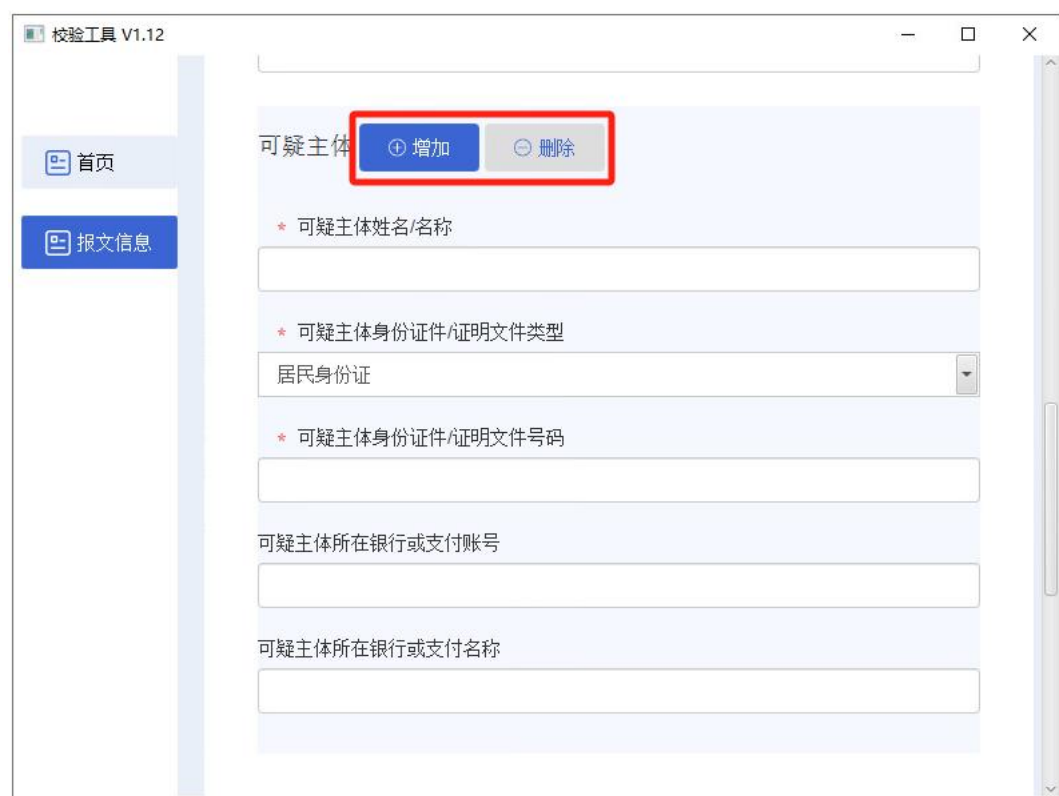 校验工具 V1.12
首页
报文信息
可疑主体 增加 删除
* 可疑主体姓名/名称
* 可疑主体身份证件/证明文件类型
居民身份证
* 可疑主体身份证件/证明文件号码
可疑主体所在银行或支付账号
可疑主体所在银行或支付名称